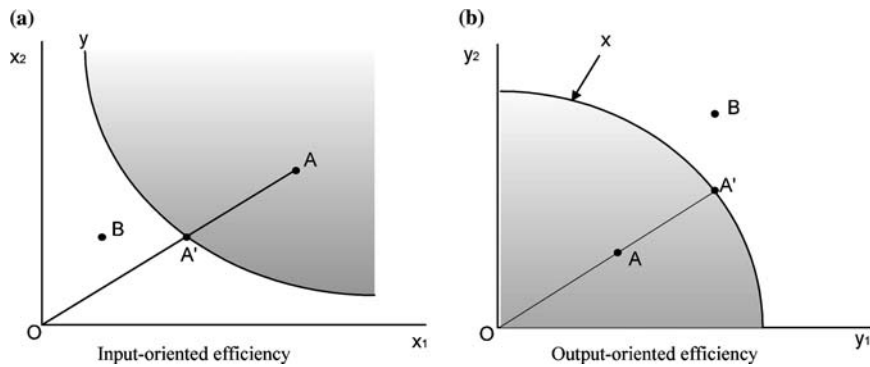 (a)
y
x2
A
B
A'
O
x1
Input-oriented efficiency
(b)
x
y2
B
A'
A
O
y1
Output-oriented efficiency